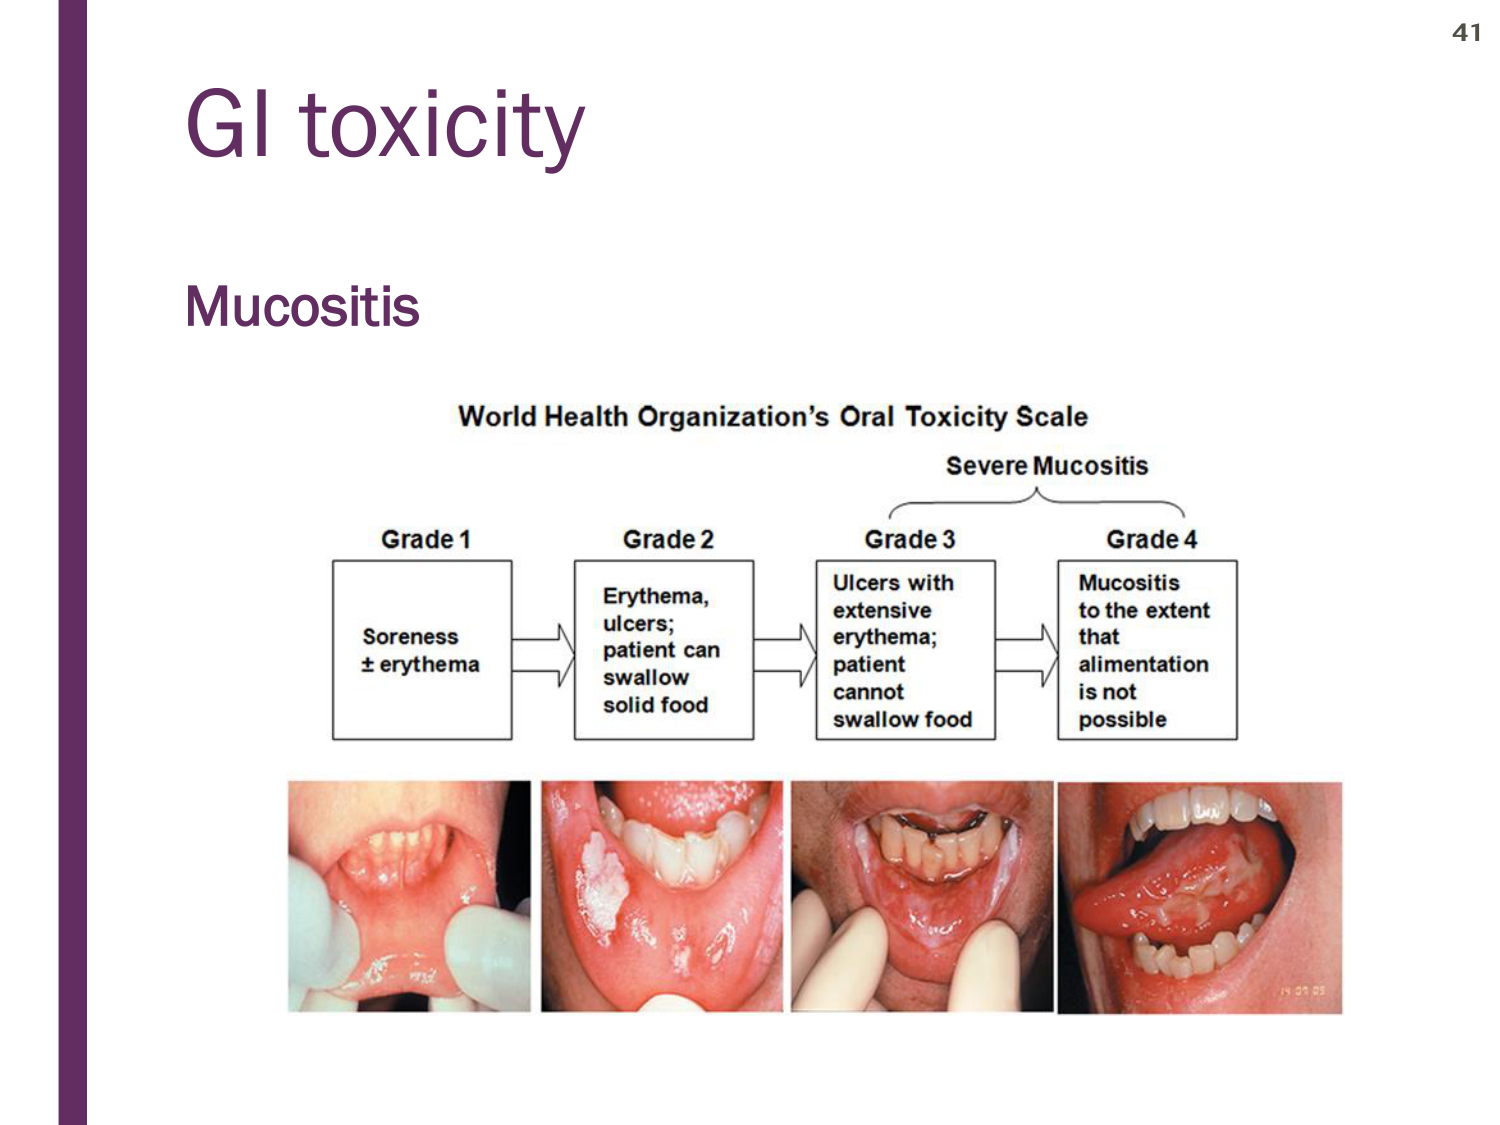 41
GI toxicity
Mucositis
World Health Organization's Oral Toxicity Scale
Severe Mucositis
Grade 1
Grade 2
Grade 3
Grade 4
Soreness
± erythema
Erythema,
ulcers;
patient can
swallow
solid food
Ulcers with
extensive
erythema;
patient
cannot
swallow food
Mucositis
to the extent
that
alimentation
is not
possible